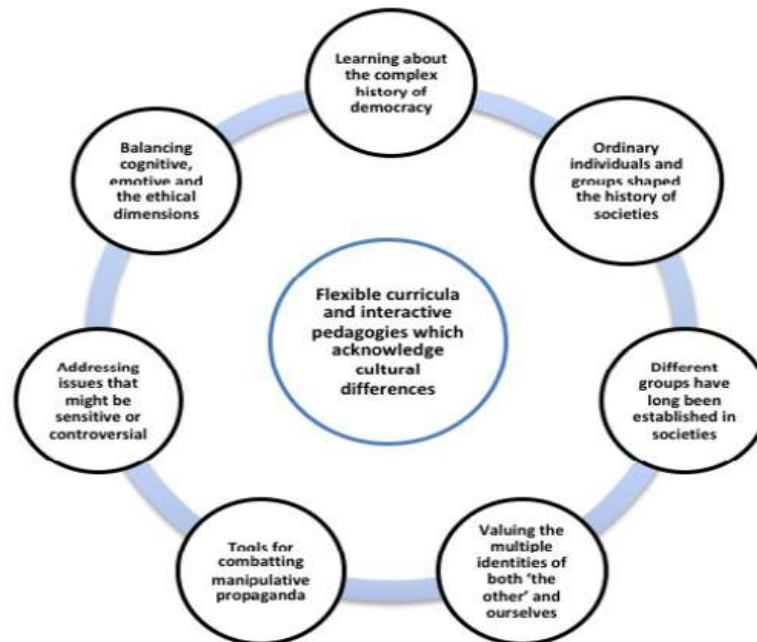 Learning about
the complex
history of
democracy
Ordinary
individuals and
groups shaped
the history of
societies
Different
groups have
long been
established in
societies
Valuing the
multiple
identities of
both 'the
other' and
ourselves
Tools for
combatting
manipulative
propaganda
Addressing
issues that
might be
sensitive or
controversial
Balancing
cognitive,
emotive and
the ethical
dimensions
Flexible curricula
and interactive
pedagogies which
acknowledge
cultural
differences